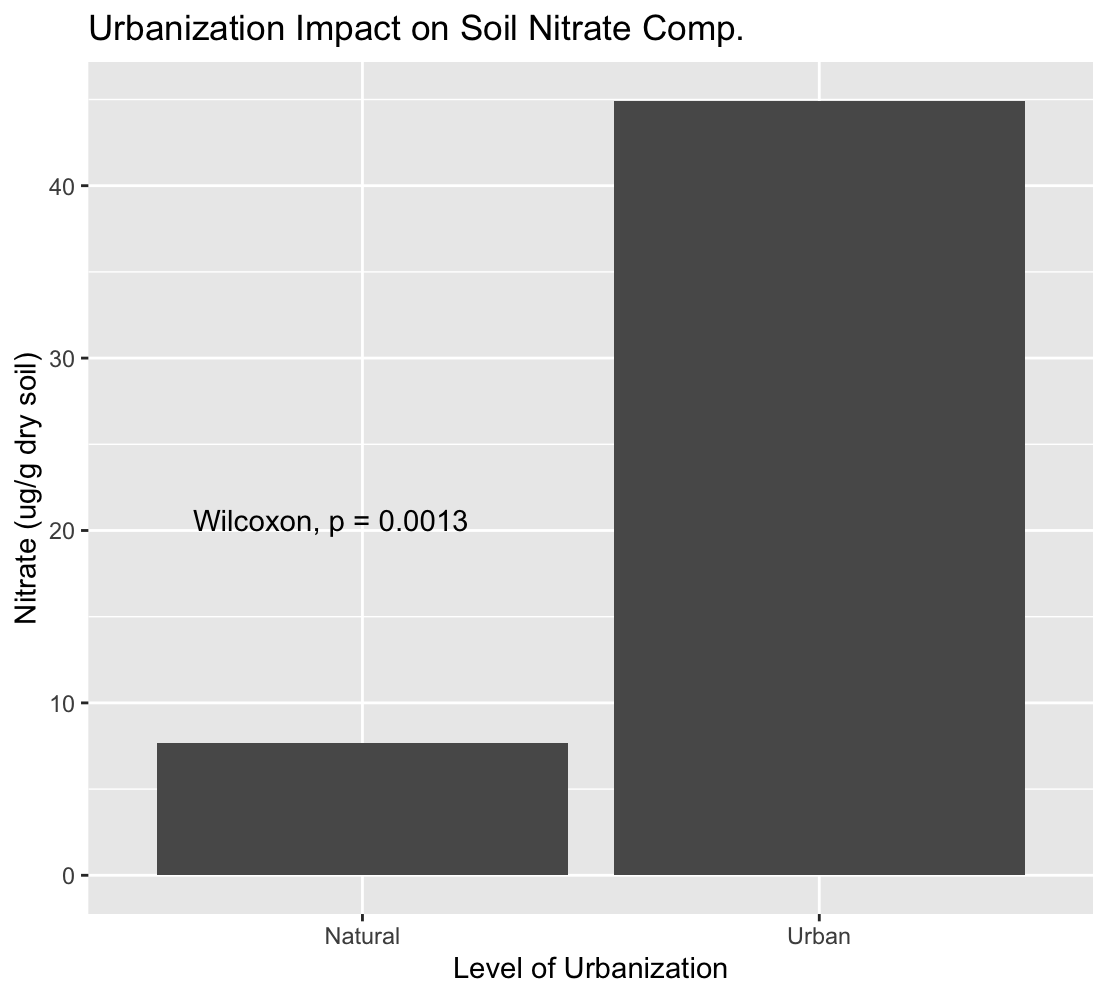 Urbanization Impact on Soil Nitrate Comp.
Nitrate (ug/g dry soil)
40
30
20
10
0
Wilcoxon, p = 0.0013
Natural
Urban
Level of Urbanization